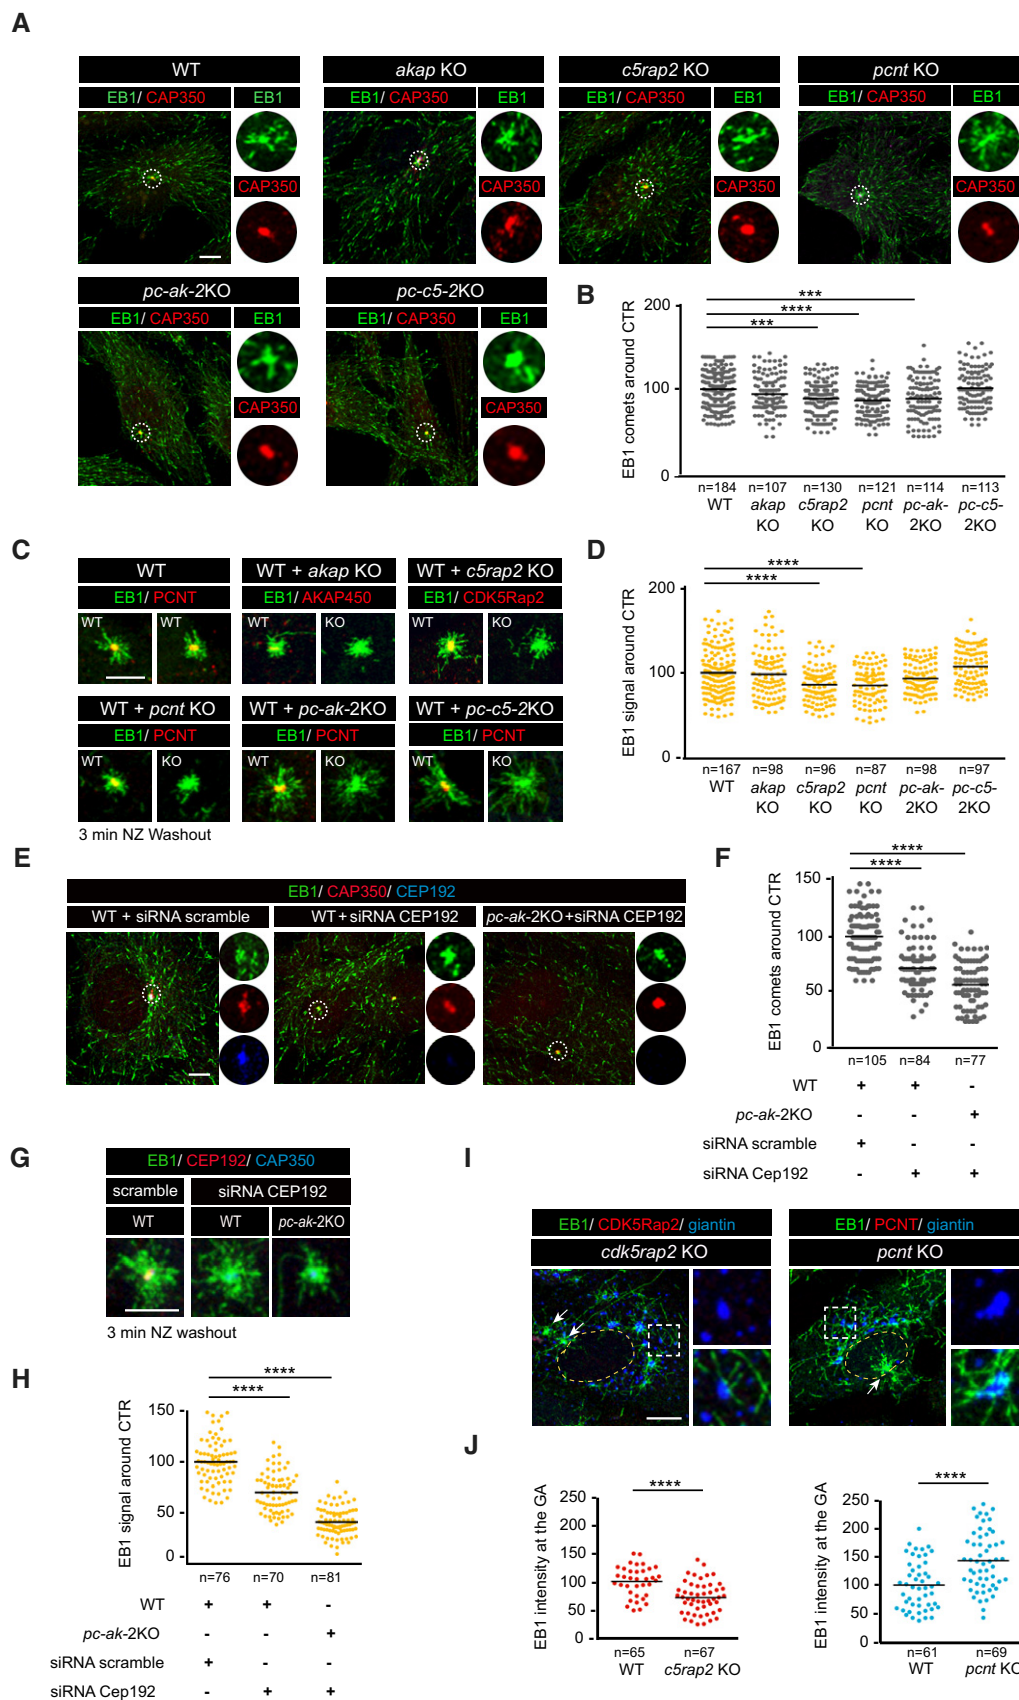 A
WT
akap KO
c5rap2 KO
pcnt KO
EB1/ CAP350
EB1
EB1/ CAP350
EB1
EB1/ CAP350
EB1
EB1/ CAP350
EB1
CAP350
CAP350
CAP350
CAP350
pc-ak-2KO
pc-c5-2KO
EB1/ CAP350
EB1
EB1/ CAP350
EB1
CAP350
CAP350
B
EB1 comets around CTR
200
100
0
***
****
***
n=184
n=107
n=130
n=121
n=114
n=113
WT
akap KO
c5rap2 KO
pcnt KO
pc-ak-2KO
pc-c5-2KO
C
WT
WT + akap KO
WT + c5rap2 KO
EB1/ PCNT
EB1/ AKAP450
EB1/ CDK5Rap2
WT
WT
WT
KO
WT
KO
WT + pcnt KO
WT + pc-ak-2KO
WT + pc-c5-2KO
EB1/ PCNT
EB1/ PCNT
EB1/ PCNT
WT
KO
WT
KO
WT
KO
3 min NZ Washout
D
EB1 signal around CTR
200
100
0
****
****
n=167
n=98
n=96
n=87
n=98
n=97
WT
akap KO
c5rap2 KO
pcnt KO
pc-ak-2KO
pc-c5-2KO
E
EB1/ CAP350/ CEP192
WT + siRNA scramble
WT+siRNA CEP192
pc-ak-2KO+siRNA CEP192
F
EB1 comets around CTR
150
100
50
0
****
****
n=105
n=84
n=77
WT + + -
pc-ak-2KO - - +
siRNA scramble + - -
siRNA Cep192 - + +
G
EB1/ CEP192/ CAP350
scramble
siRNA CEP192
WT
WT
pc-ak-2KO
3 min NZ washout
H
EB1 signal around CTR
150
100
50
0
****
****
n=76
n=70
n=81
WT + + -
pc-ak-2KO - - +
siRNA scramble + - -
siRNA Cep192 - + +
I
EB1/ CDK5Rap2/ giantin
cdk5rap2 KO
EB1/ PCNT/ giantin
pcnt KO
J
EB1 intensity at the GA
250
200
150
100
50
0
****
n=65
n=67
WT
c5rap2 KO
EB1 intensity at the GA
250
200
150
100
50
0
****
n=61
n=69
WT
pcnt KO